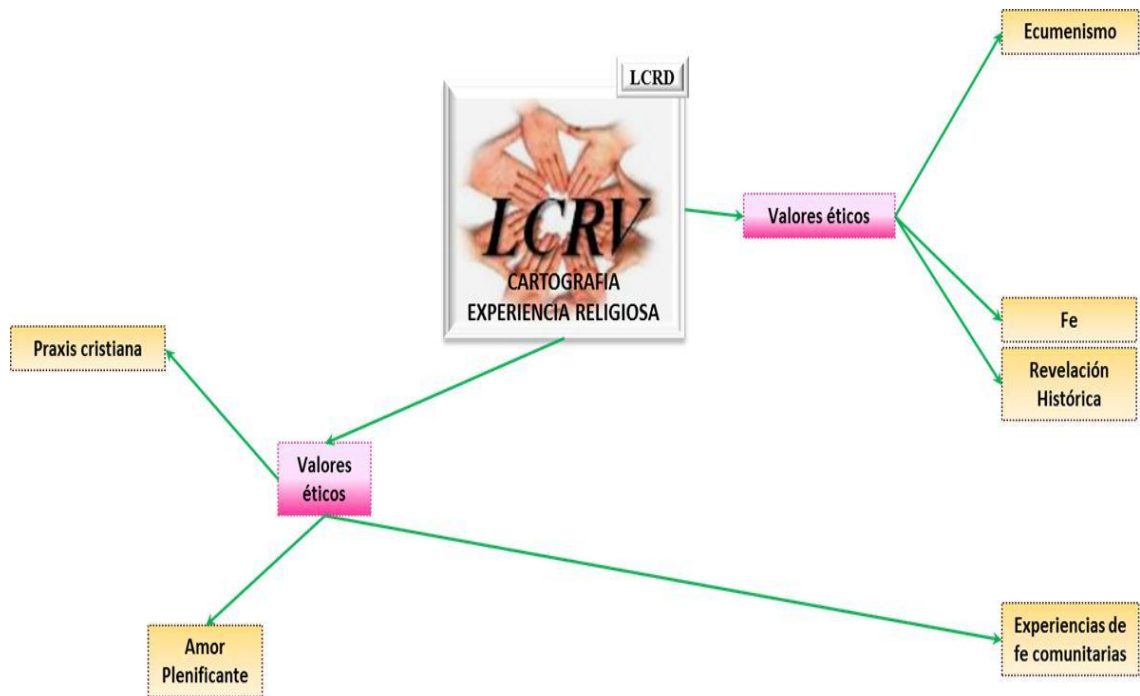 Ecumenismo
LCRD
LCRV
CARTOGRAFIA
EXPERIENCIA RELIGIOSA
Valores éticos
Fe
Revelación
Histórica
Praxis cristiana
Valores
éticos
Amor
Plenificante
Experiencias de
fe comunitarias